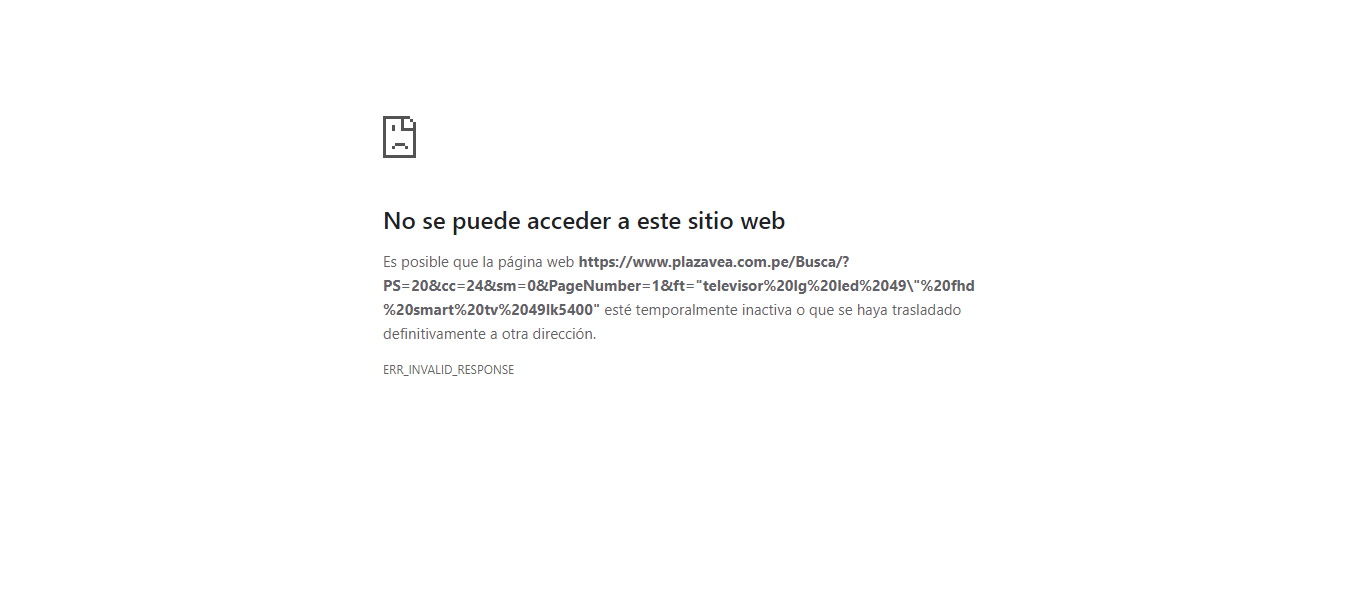 No se puede acceder a este sitio web
Es posible que la página web https://www.plazavea.com.pe/Busca/?
PS=20&cc=24&sm=0&PageNumber=1&ft="televisor%20lg%20led%2049\"%20fhd
%20smart%20tv%2049lk5400" esté temporalmente inactiva o que se haya trasladado
definitivamente a otra dirección.
ERR_INVALID_RESPONSE